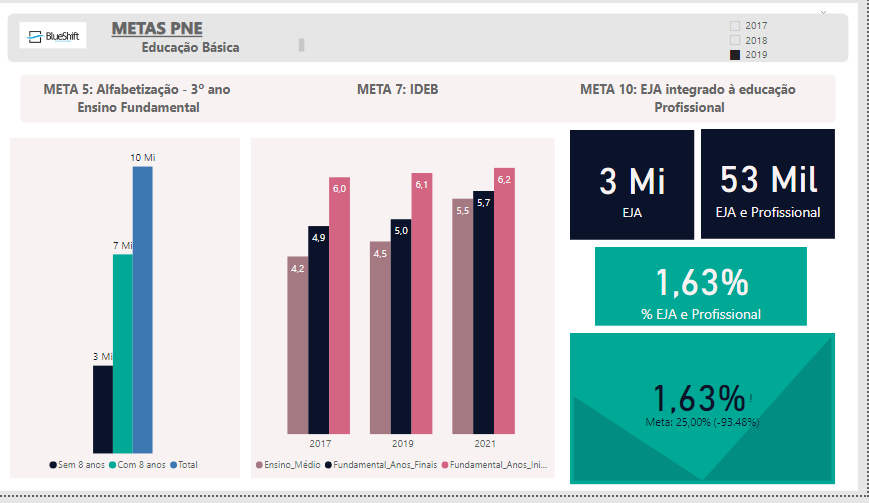 BlueShift
METAS PNE
Educação Básica
2017
2018
2019
META 5: Alfabetização - 3º ano
Ensino Fundamental
META 7: IDEB
META 10: EJA integrado à educação
Profissional
10 Mi
7 Mi
3 Mi
Sem 8 anos
Com 8 anos
Total
4,2
4,9
6,0
4,5
5,0
6,1
5,5
5,7
6,2
2017
2019
2021
Ensino_Médio
Fundamental_Anos_Finais
Fundamental_Anos_Ini...
3 Mi
EJA
53 Mil
EJA e Profissional
1,63%
% EJA e Profissional
1,63%!
Meta: 25,00% (-93.48%)